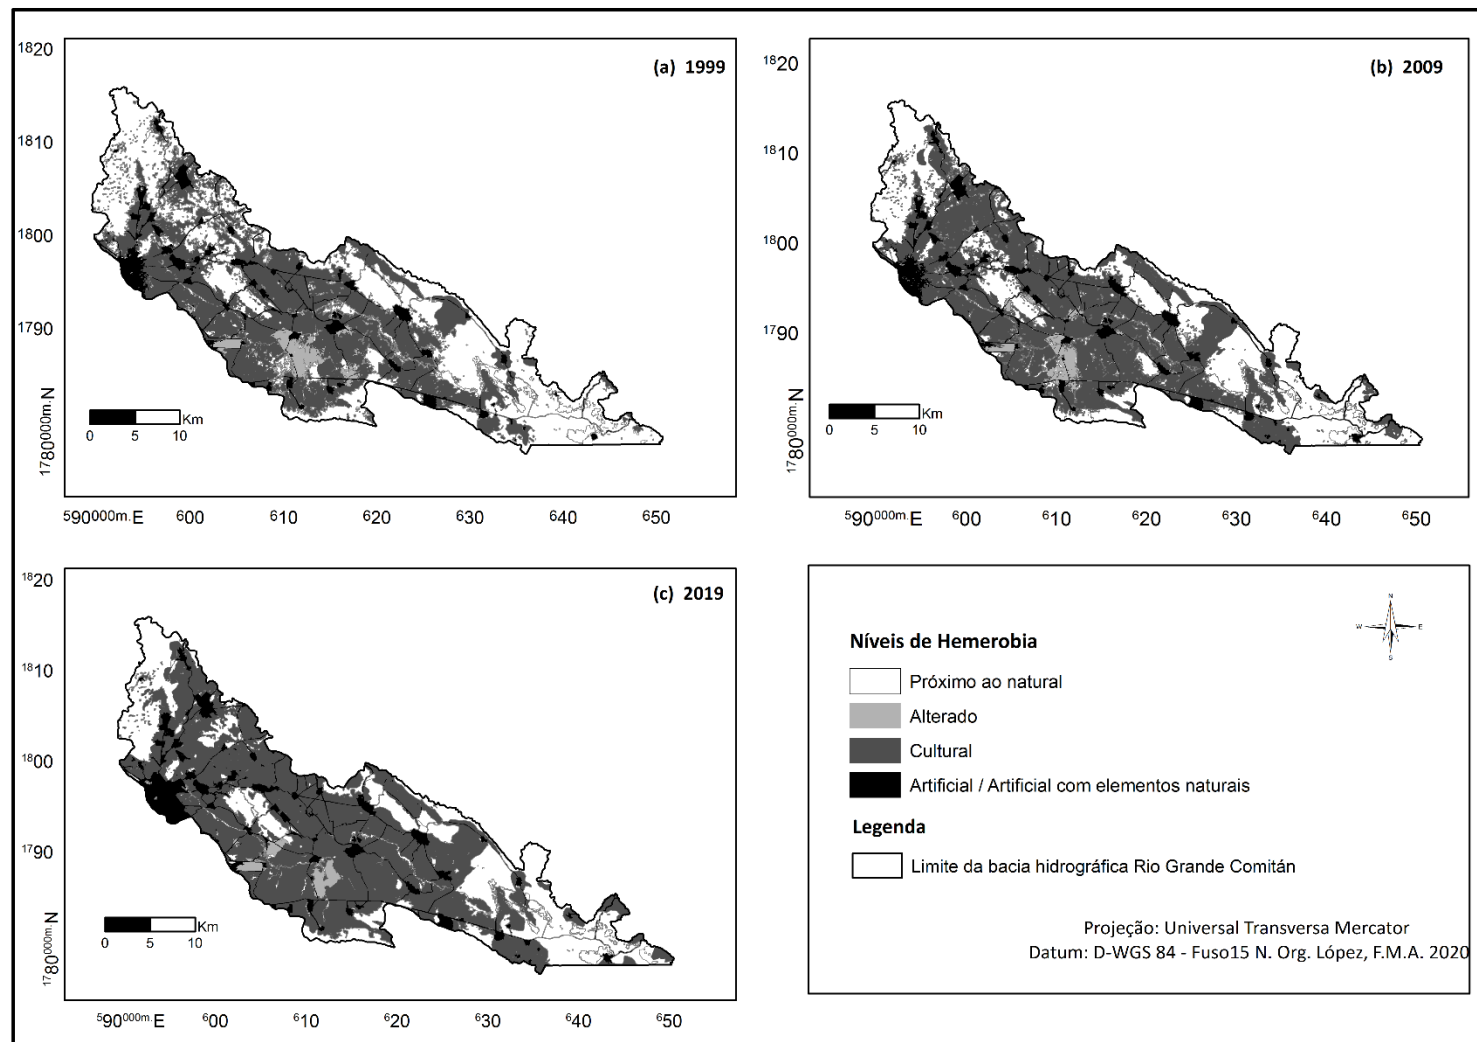 (a) 1999
1820
1810
1800
1790
1780000m.N
Km
0 5 10
590000m.E 600 610 620 630 640 650
(b) 2009
1820
1810
1800
1790
1780000m.N
Km
0 5 10
590000m.E 600 610 620 630 640 650
(c) 2019
1820
1810
1800
1790
1780000m.N
Km
0 5 10
590000m.E 600 610 620 630 640 650
N
W E
S
Níveis de Hemerobia
Próximo ao natural
Alterado
Cultural
Artificial / Artificial com elementos naturais
Legenda
Limite da bacia hidrográfica Rio Grande Comitán
Projeção: Universal Transversa Mercator
Datum: D-WGS 84 - Fuso15 N. Org. López, F.M.A. 2020